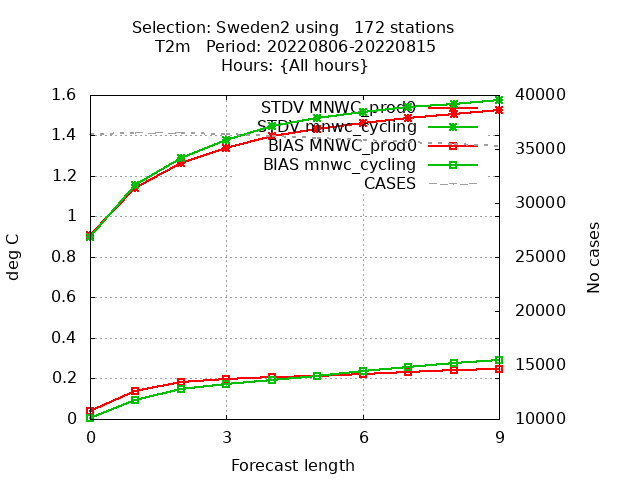 Selection: Sweden2 using 172 stations
T2m Period: 20220806-20220815
Hours: {All hours}
1.6
1.4
1.2
1
0.8
0.6
0.4
0.2
0
deg C
STDV MNWC_prod0
STDV mnwc_cycling
BIAS MNWC_prod0
BIAS mnwc_cycling
CASES
40000
35000
30000
25000
20000
15000
10000
No cases
0 3 6 9
Forecast length